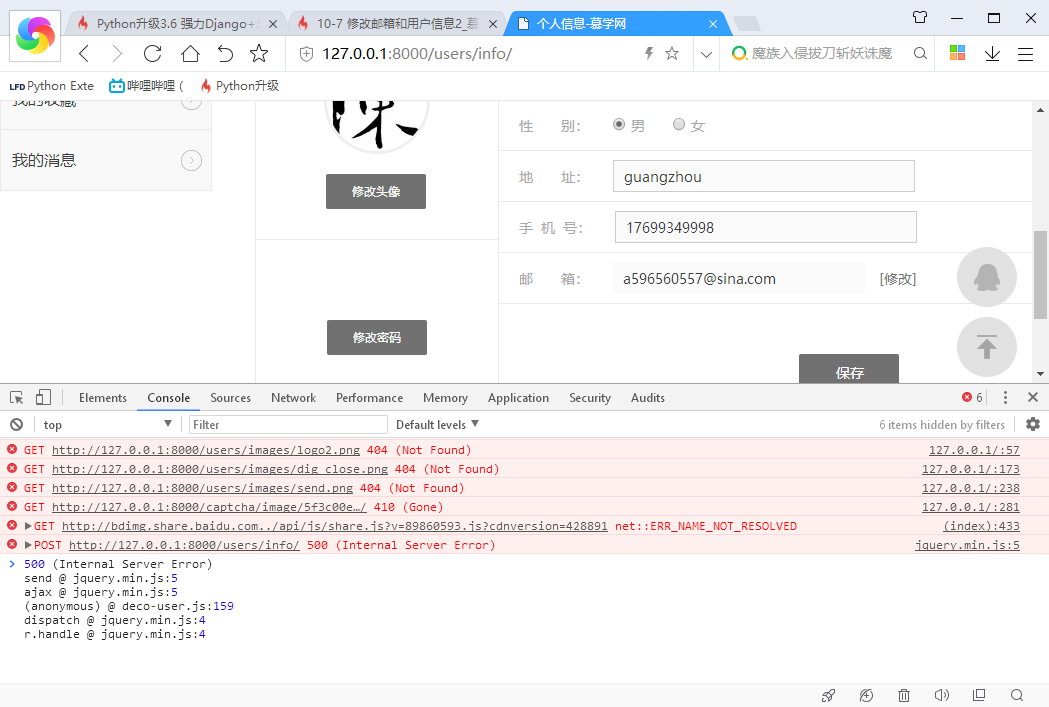 Python升级3.6 强力Django+
10-7 修改邮箱和用户信息2_慕
个人信息-慕学网
127.0.0.1:8000/users/info/
魔族入侵拔刀斩妖诛魔
LFD Python Exte
哔哩哔哩 (
Python升级
我的收藏
我的消息
陳
修改头像
修改密码
性 别: 男 女
地 址: guangzhou
手 机 号: 17699349998
邮 箱: a596560557@sina.com [修改]
保存
Elements Console Sources Network Performance Memory Application Security Audits 6
top Filter Default levels 6 items hidden by filters
GET http://127.0.0.1:8000/users/images/logo2.png 404 (Not Found) 127.0.0.1/:57
GET http://127.0.0.1:8000/users/images/dig_close.png 404 (Not Found) 127.0.0.1/:173
GET http://127.0.0.1:8000/users/images/send.png 404 (Not Found) 127.0.0.1/:238
GET http://127.0.0.1:8000/captcha/image/5f3c00e…/ 410 (Gone) 127.0.0.1/:281
GET http://bdimg.share.baidu.com../api/js/share.js?v=89860593.js?cdnversion=428891 net::ERR_NAME_NOT_RESOLVED (index):433
POST http://127.0.0.1:8000/users/info/ 500 (Internal Server Error) jquery.min.js:5
500 (Internal Server Error)
send @ jquery.min.js:5
ajax @ jquery.min.js:5
(anonymous) @ deco-user.js:159
dispatch @ jquery.min.js:4
r.handle @ jquery.min.js:4